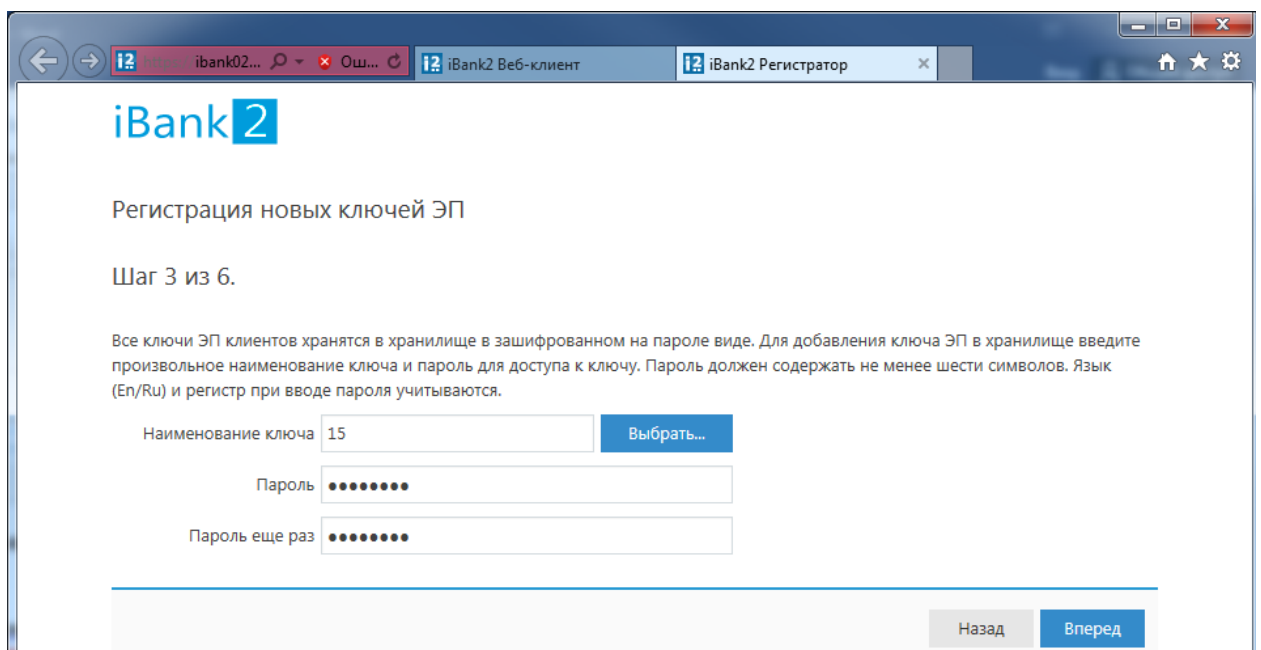 ibank02... Ош... iBank2 Веб-клиент iBank2 Регистратор
iBank 2
Регистрация новых ключей ЭП
Шаг 3 из 6.
Все ключи ЭП клиентов хранятся в хранилище в зашифрованном на пароле виде. Для добавления ключа ЭП в хранилище введите
произвольное наименование ключа и пароль для доступа к ключу. Пароль должен содержать не менее шести символов. Язык
(En/Ru) и регистр при вводе пароля учитываются.
Наименование ключа 15 Выбрать...
Пароль ●●●●●●●●
Пароль еще раз ●●●●●●●●
Назад Вперед